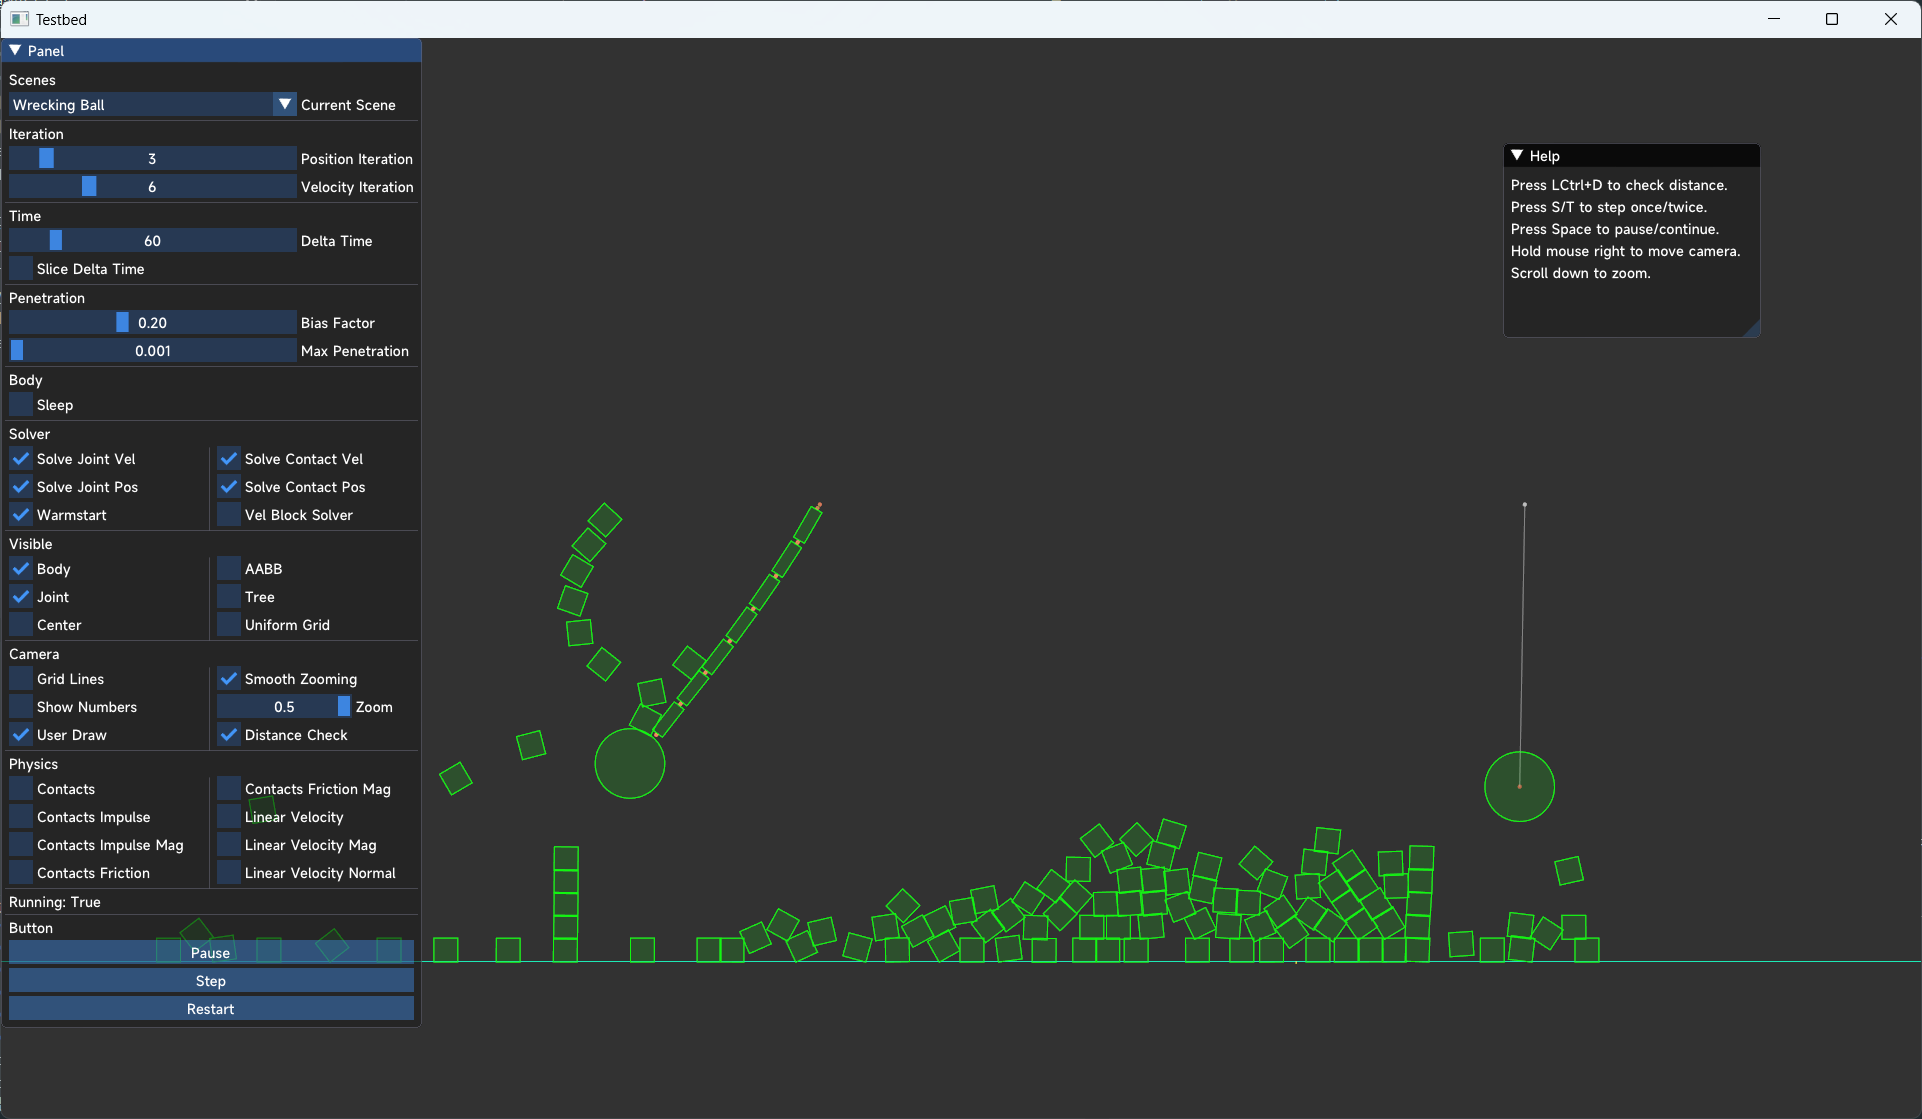 Testbed
Panel
Scenes
Wrecking Ball Current Scene
Iteration
3 Position Iteration
6 Velocity Iteration
Time
60 Delta Time
Slice Delta Time
Penetration
0.20 Bias Factor
0.001 Max Penetration
Body
Sleep
Solver
Solve Joint Vel Solve Contact Vel
Solve Joint Pos Solve Contact Pos
Warmstart Vel Block Solver
Visible
Body AABB
Joint Tree
Center Uniform Grid
Camera
Grid Lines Smooth Zooming
Show Numbers 0.5 Zoom
User Draw Distance Check
Physics
Contacts Contacts Friction Mag
Contacts Impulse Linear Velocity
Contacts Impulse Mag Linear Velocity Mag
Contacts Friction Linear Velocity Normal
Running: True
Button
Pause
Step
Restart
Help
Press LCtrl+D to check distance.
Press S/T to step once/twice.
Press Space to pause/continue.
Hold mouse right to move camera.
Scroll down to zoom.